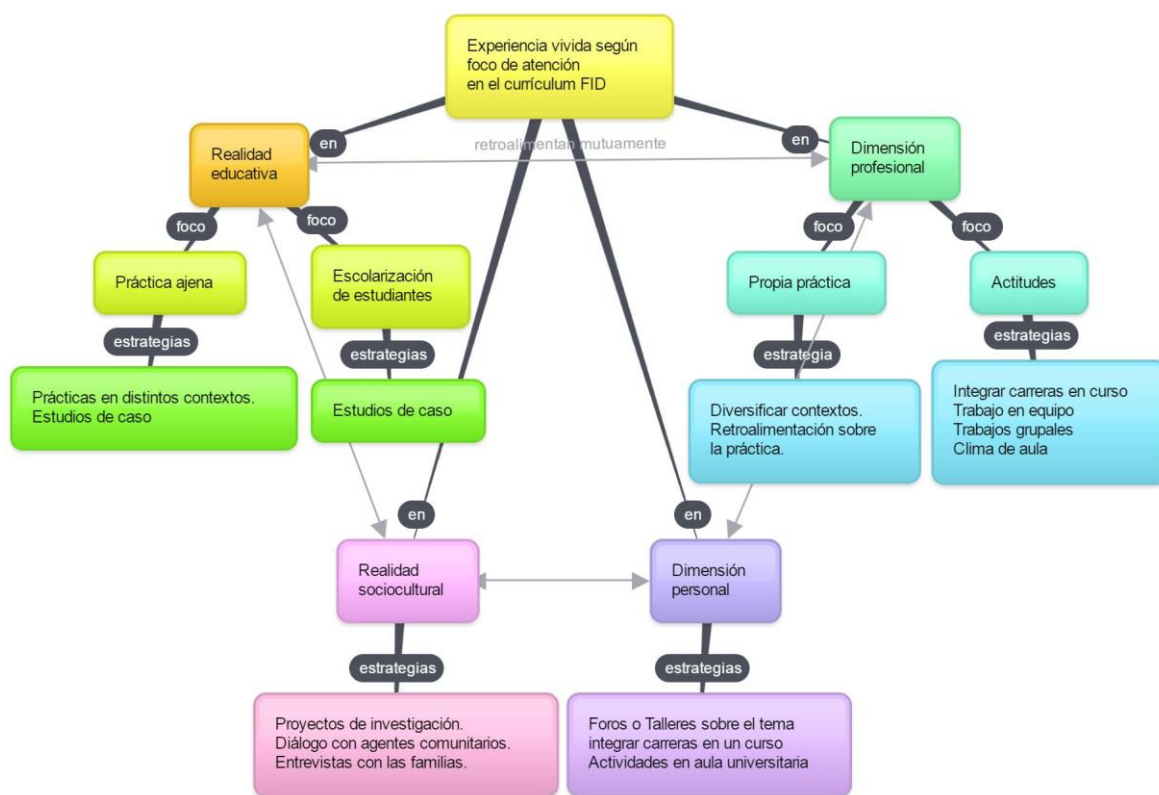 Experiencia vivida según
foco de atención
en el currículum FID
en
en
retroalimentan mutuamente
Realidad
educativa
Dimensión
profesional
foco
foco
foco
foco
Práctica ajena
Escolarización
de estudiantes
Propia práctica
Actitudes
estrategias
estrategias
estrategia
estrategias
Prácticas en distintos contextos.
Estudios de caso
Estudios de caso
Diversificar contextos.
Retroalimentación sobre
la práctica.
Integrar carreras en curso
Trabajo en equipo
Trabajos grupales
Clima de aula
en
en
Realidad
sociocultural
Dimensión
personal
estrategias
estrategias
Proyectos de investigación.
Diálogo con agentes comunitarios.
Entrevistas con las familias.
Foros o Talleres sobre el tema
integrar carreras en un curso
Actividades en aula universitaria